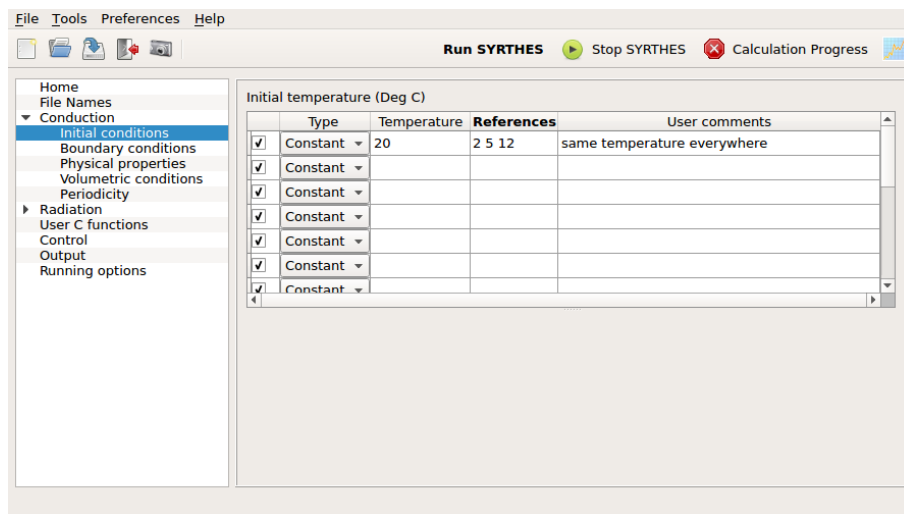 File Tools Preferences Help
Run SYRTHES Stop SYRTHES Calculation Progress
Home
File Names
Conduction
Initial conditions
Boundary conditions
Physical properties
Volumetric conditions
Periodicity
Radiation
User C functions
Control
Output
Running options
Initial temperature (Deg C)
Type Temperature References User comments
Constant 20 2 5 12 same temperature everywhere
Constant
Constant
Constant
Constant
Constant
Constant